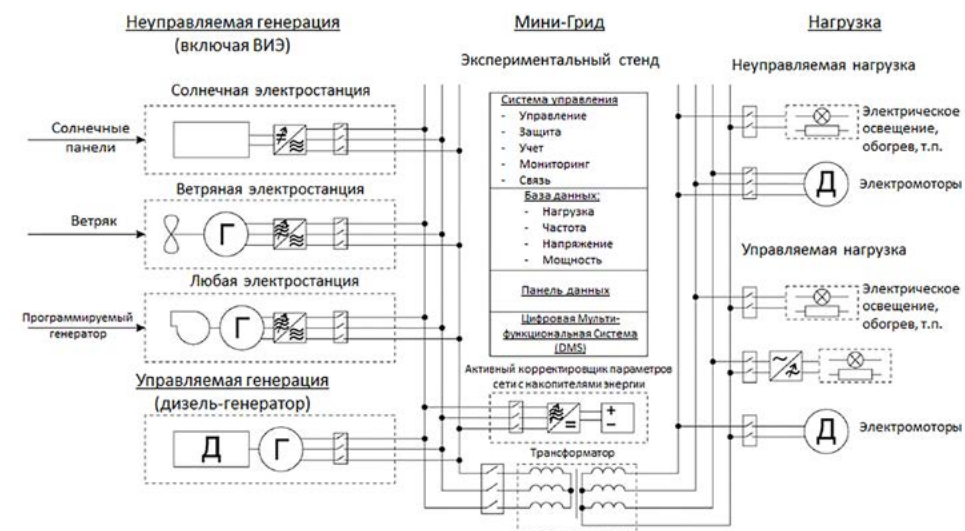 Неуправляемая генерация
(включая ВИЭ)
Солнечная электростанция
Солнечные
панели
Ветряная электростанция
Ветряк
Г
Любая электростанция
Программируемый
генератор
Г
Управляемая генерация
(дизель-генератор)
Д
Г
Мини-Грид
Экспериментальный стенд
Система управления
- Управление
- Защита
- Учет
- Мониторинг
- Связь
База данных:
- Нагрузка
- Частота
- Напряжение
- Мощность
Панель данных
Цифровая Мульти-
функциональная Система
(DMS)
Активный корректировщик параметров
сети с накопителями энергии
Трансформатор
Нагрузка
Неуправляемая нагрузка
Электрическое
освещение,
обогрев, т.п.
Д
Электромоторы
Управляемая нагрузка
Электрическое
освещение,
обогрев, т.п.
Д
Электромоторы